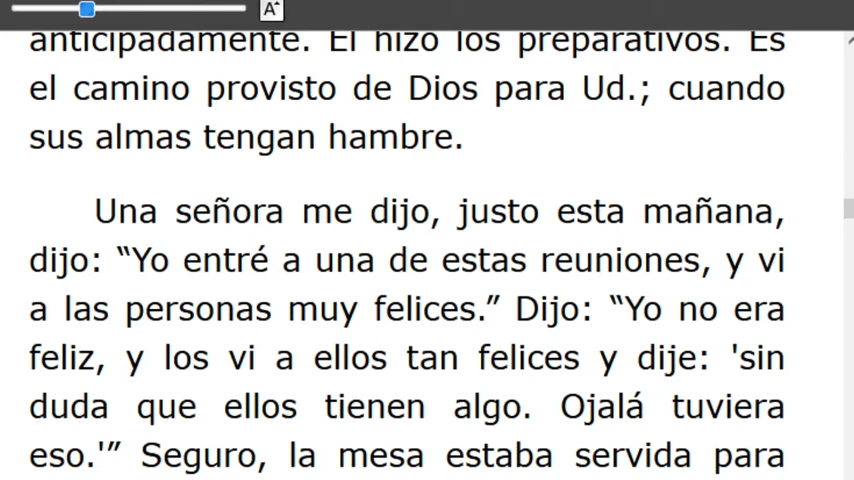 A
anticipadamente. Él hizo los preparativos. Es
el camino provisto de Dios para Ud.; cuando
sus almas tengan hambre.
Una señora me dijo, justo esta mañana,
dijo: “Yo entré a una de estas reuniones, y vi
a las personas muy felices.” Dijo: “Yo no era
feliz, y los vi a ellos tan felices y dije: 'sin
duda que ellos tienen algo. Ojalá tuviera
eso.'” Seguro, la mesa estaba servida para